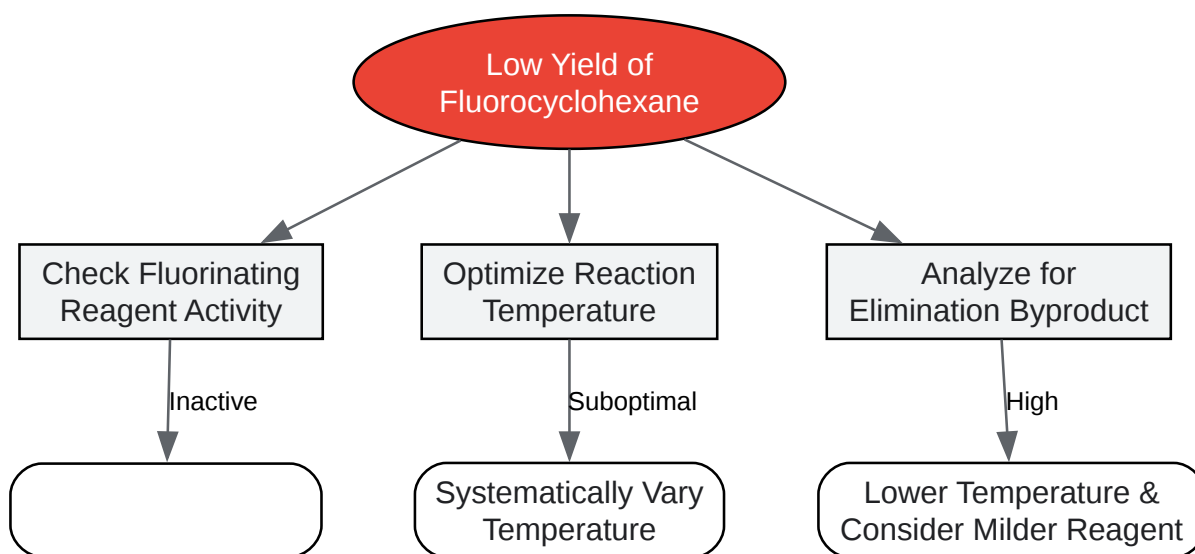 Low Yield of
Fluorocyclohexane
Check Fluorinating
Reagent Activity
Optimize Reaction
Temperature
Analyze for
Elimination Byproduct
Inactive
Suboptimal
High
Systematically Vary
Temperature
Lower Temperature &
Consider Milder Reagent